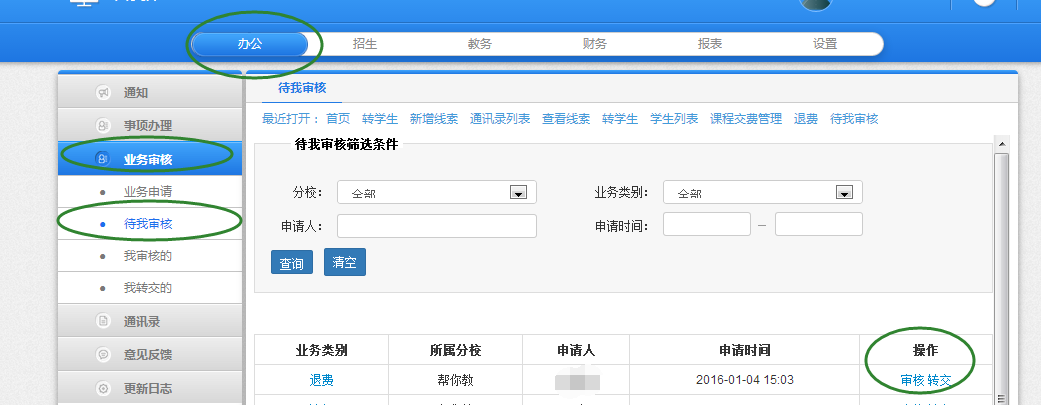 办公 招生 教务 财务 报表 设置
通知
事项办理
业务审核
业务申请
待我审核
我审核的
我转交的
通讯录
意见反馈
更新日志
待我审核
最近打开： 首页 转学生 新增线索 通讯录列表 查看线索 转学生 学生列表 课程交费管理 退费 待我审核
待我审核筛选条件
分校： 全部 业务类别： 全部
申请人： 申请时间： –
查询 清空
业务类别 所属分校 申请人 申请时间 操作
退费 帮你教 2016-01-04 15:03 审核 转交